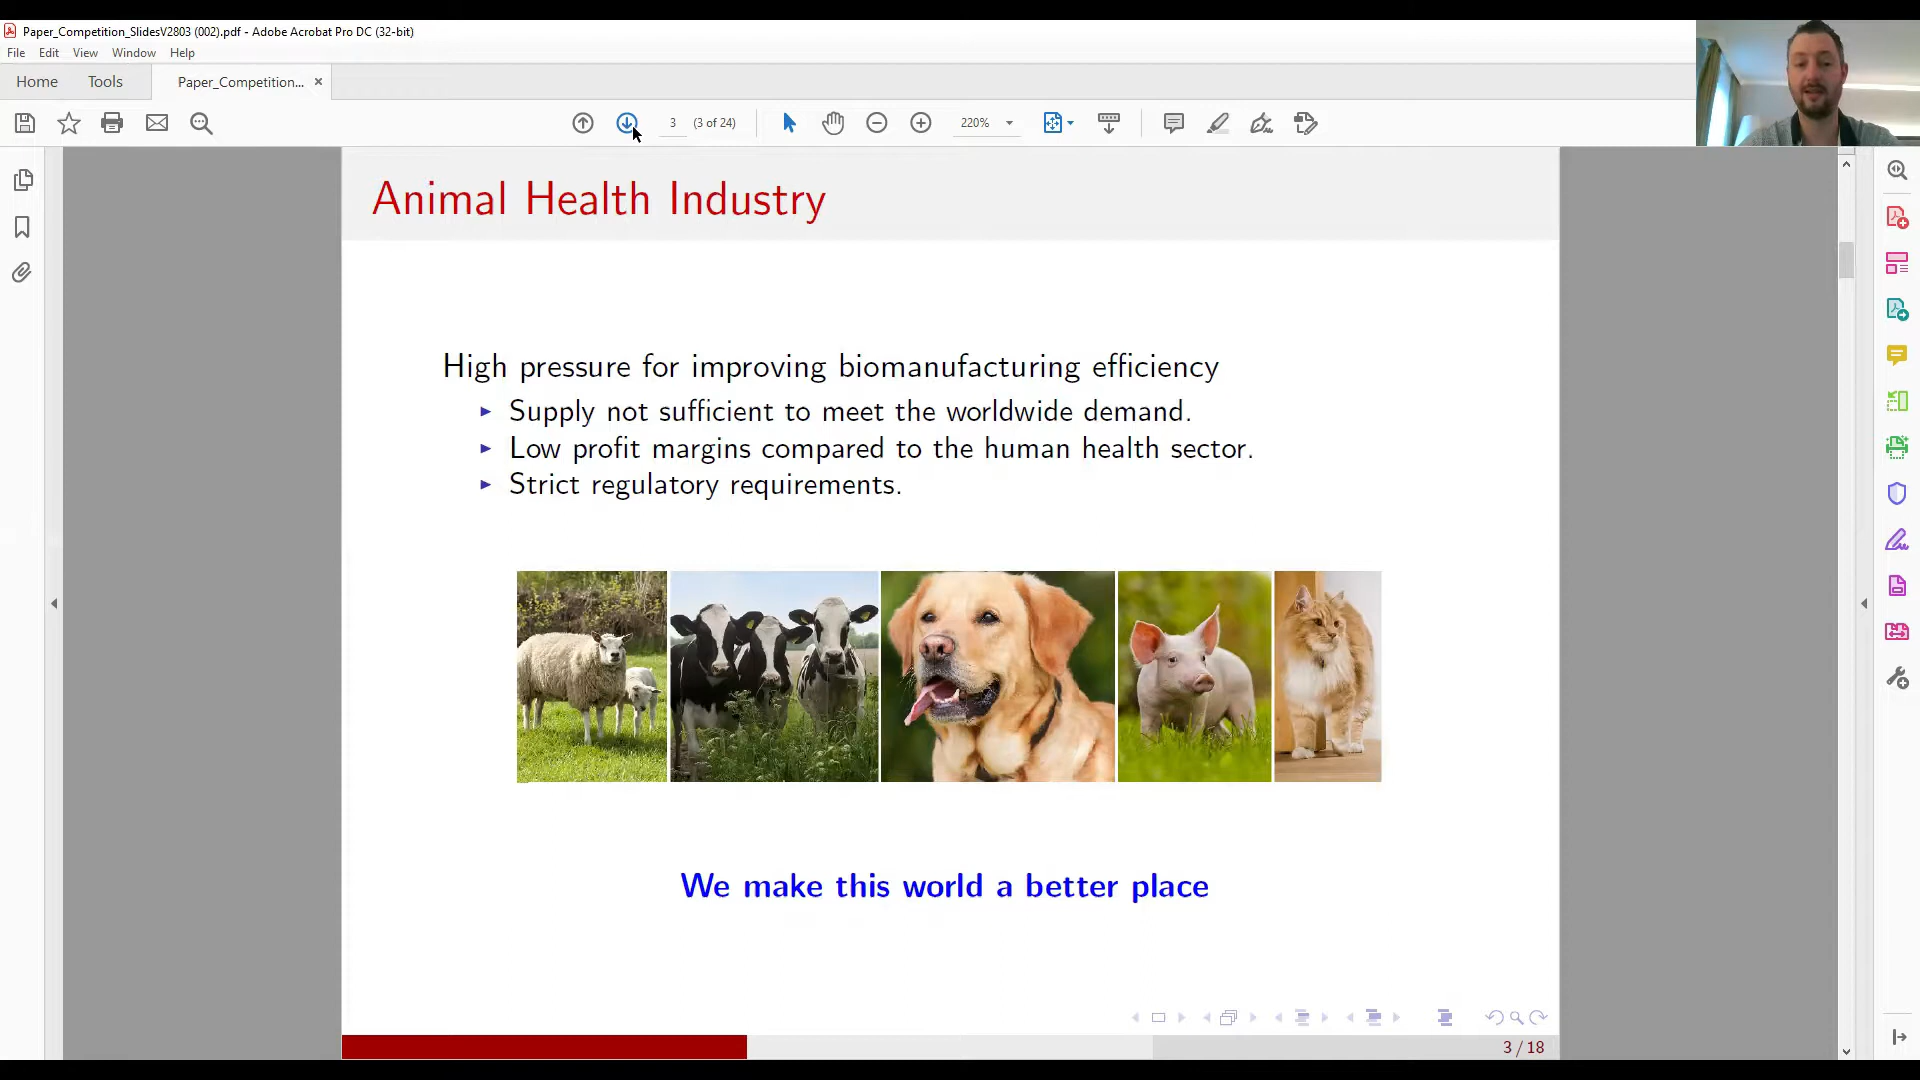 Paper_Competition_SlidesV2803 (002).pdf - Adobe Acrobat Pro DC (32-bit)
File Edit View Window Help
Home Tools Paper_Competition... ×
3 (3 of 24) 220%
Animal Health Industry
High pressure for improving biomanufacturing efficiency
▶ Supply not sufficient to meet the worldwide demand.
▶ Low profit margins compared to the human health sector.
▶ Strict regulatory requirements.
We make this world a better place
3 / 18